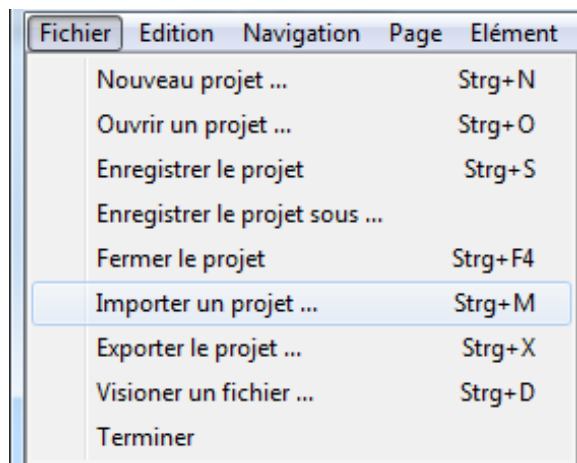 Fichier Edition Navigation Page Elément
Nouveau projet ... Strg+N
Ouvrir un projet ... Strg+O
Enregistrer le projet Strg+S
Enregistrer le projet sous ...
Fermer le projet Strg+F4
Importer un projet ... Strg+M
Exporter le projet ... Strg+X
Visioner un fichier ... Strg+D
Terminer